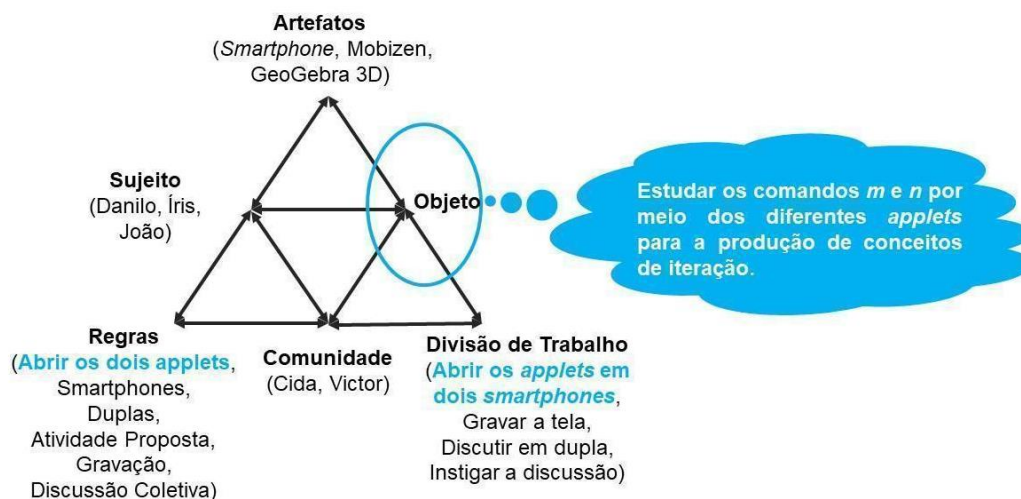 Artefatos
(Smartphone, Mobizen,
GeoGebra 3D)
Sujeito
(Danilo, Íris,
João)
Objeto
Estudar os comandos m e n por
meio dos diferentes applets
para a produção de conceitos
de iteração.
Regras
(Abrir os dois applets,
Smartphones,
Duplas,
Atividade Proposta,
Gravação,
Discussão Coletiva)
Comunidade
(Cida, Victor)
Divisão de Trabalho
(Abrir os applets em
dois smartphones,
Gravar a tela,
Discutir em dupla,
Instigar a discussão)